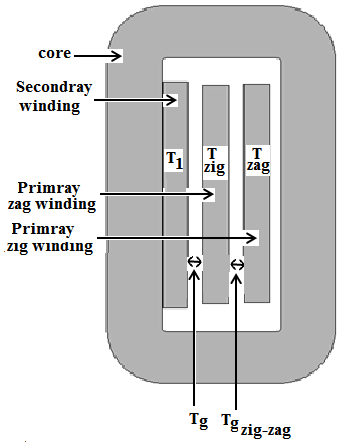 core
Secondray
winding
T1
T
zig
T
zag
Primray
zag winding
Primray
zig winding
Tg
Tg zig-zag